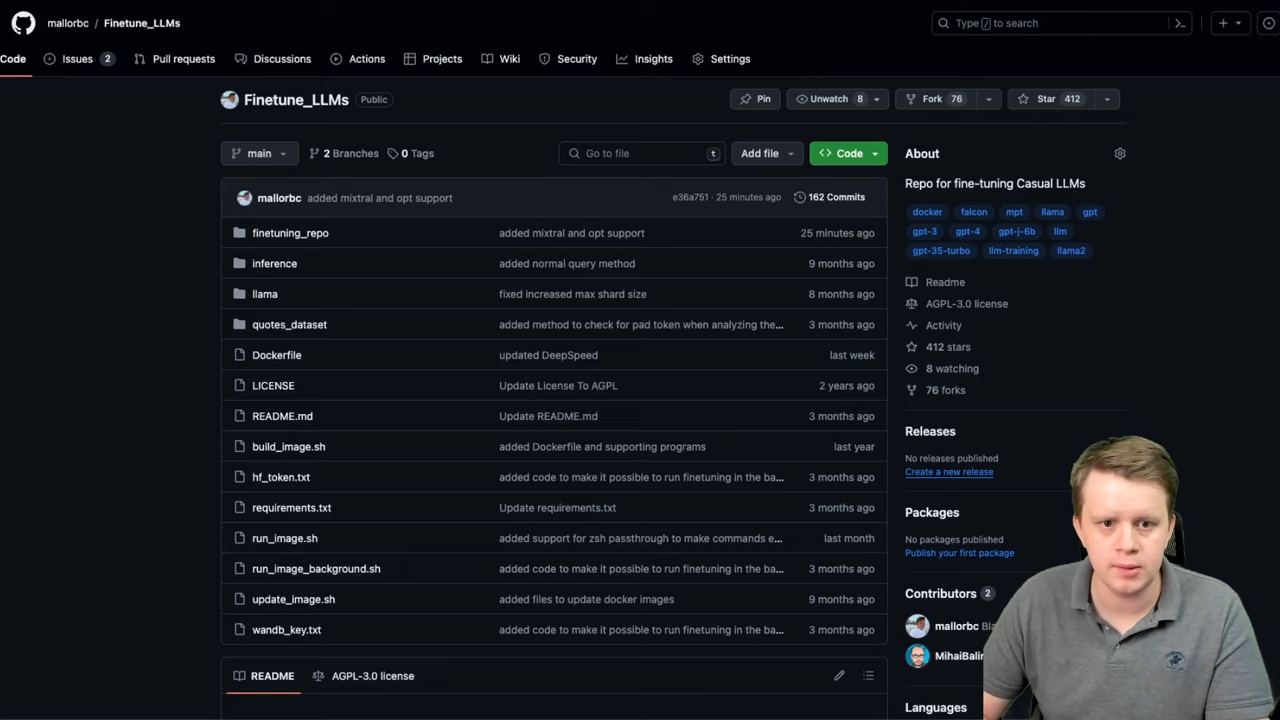 mallorbc / Finetune_LLMs
Type / to search
Code Issues 2 Pull requests Discussions Actions Projects Wiki Security Insights Settings
Finetune_LLMs Public
Pin Unwatch 8 Fork 76 Star 412
main 2 Branches 0 Tags Go to file t Add file Code
mallorbc added mixtral and opt support e36a751 · 25 minutes ago 162 Commits
finetuning_repo added mixtral and opt support 25 minutes ago
inference added normal query method 9 months ago
llama fixed increased max shard size 8 months ago
quotes_dataset added method to check for pad token when analyzing the... 3 months ago
Dockerfile updated DeepSpeed last week
LICENSE Update License To AGPL 2 years ago
README.md Update README.md 3 months ago
build_image.sh added Dockerfile and supporting programs last year
hf_token.txt added code to make it possible to run finetuning in the ba... 3 months ago
requirements.txt Update requirements.txt 3 months ago
run_image.sh added support for zsh passthrough to make commands e... last month
run_image_background.sh added code to make it possible to run finetuning in the ba... 3 months ago
update_image.sh added files to update docker images 9 months ago
wandb_key.txt added code to make it possible to run finetuning in the ba... 3 months ago
README AGPL-3.0 license
About
Repo for fine-tuning Casual LLMs
docker falcon mpt llama gpt
gpt-3 gpt-4 gpt-j-6b llm
gpt-35-turbo llm-training llama2
Readme
AGPL-3.0 license
Activity
412 stars
8 watching
76 forks
Releases
No releases published
Create a new release
Packages
No packages published
Publish your first package
Contributors 2
mallorbc Bla
MihaiBalin
Languages